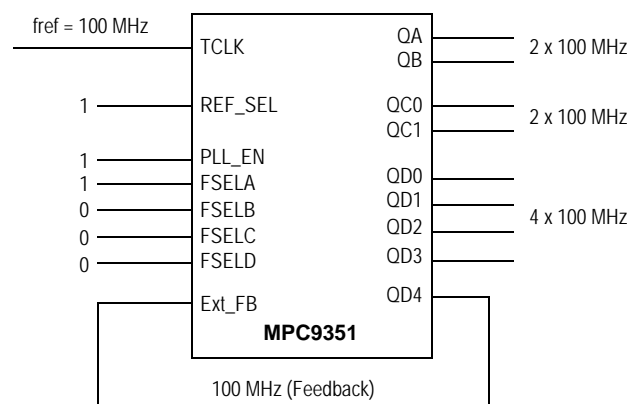 fref = 100 MHz
TCLK
QA
QB
2 x 100 MHz
1
REF_SEL
QC0
QC1
2 x 100 MHz
1
PLL_EN
1
FSELA
0
FSELB
0
FSELC
0
FSELD
QD0
QD1
QD2
QD3
4 x 100 MHz
QD4
Ext_FB
MPC9351
100 MHz (Feedback)